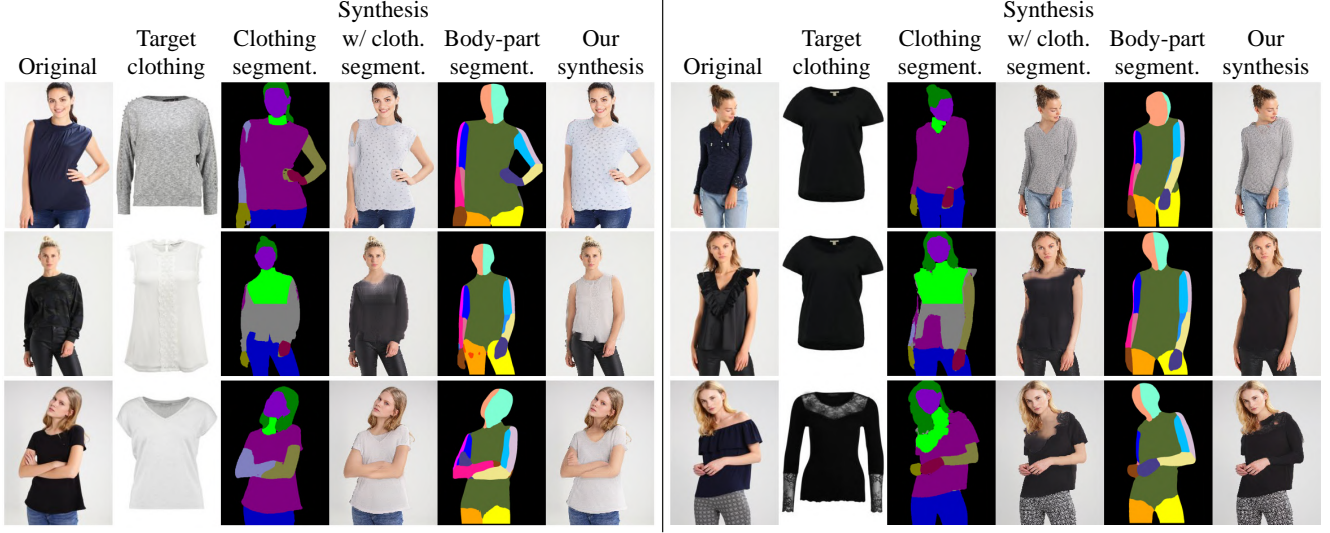 Synthesis
Target Clothing w/ cloth. Body-part Our
Original clothing segment. segment. segment. synthesis
Synthesis
Target Clothing w/ cloth. Body-part Our
Original clothing segment. segment. segment. synthesis